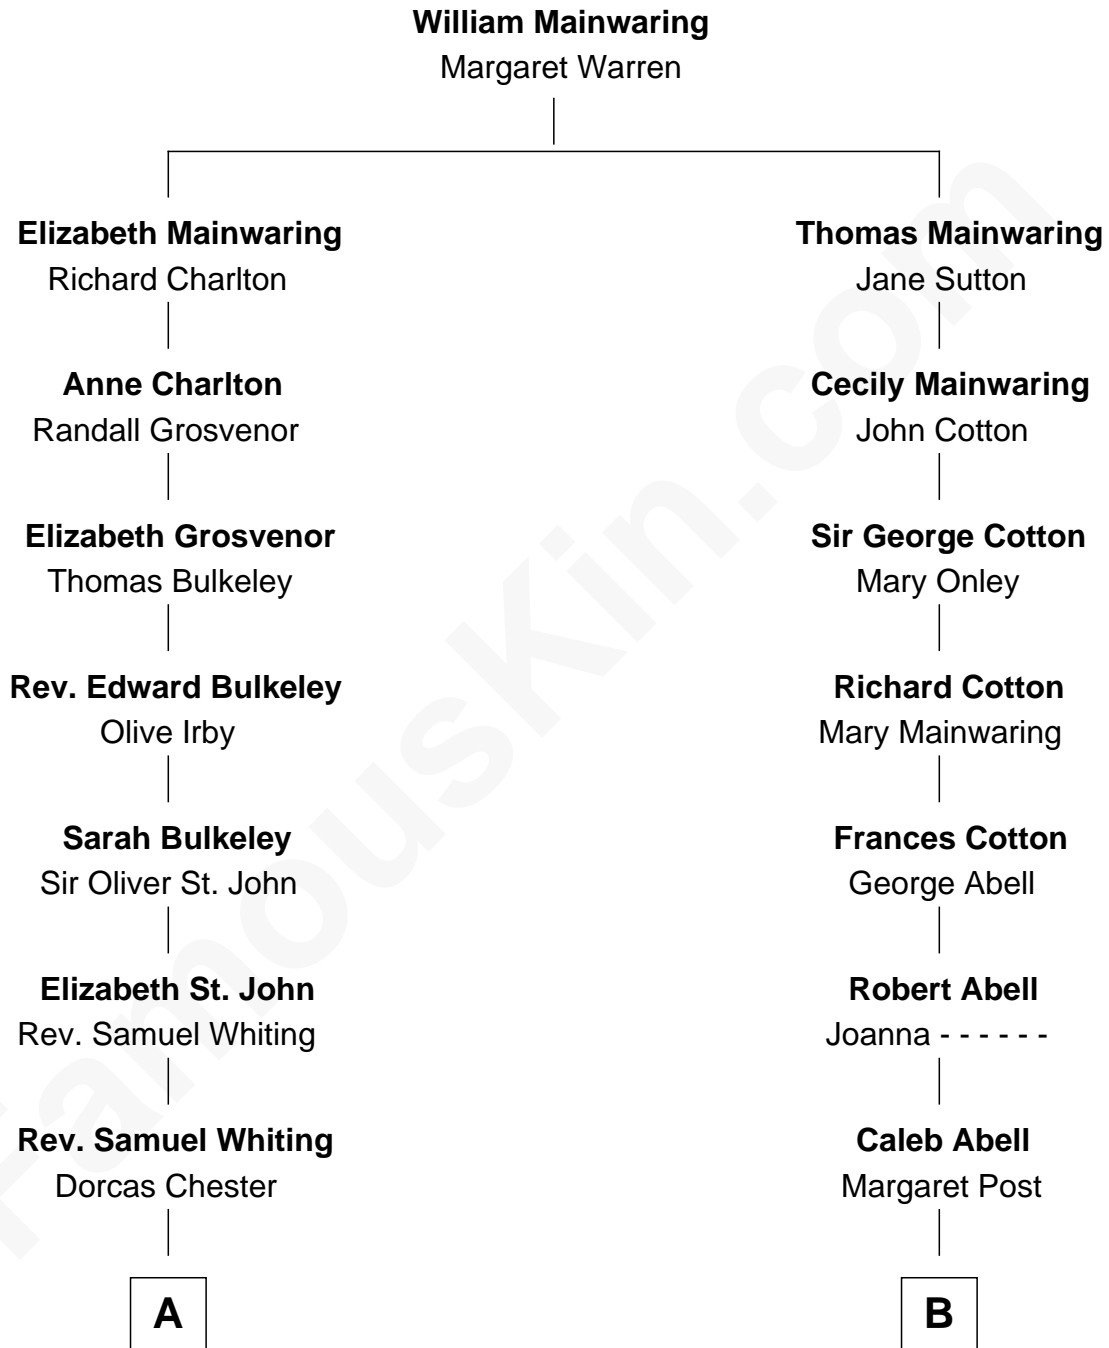 William Mainwaring
Margaret Warren
Elizabeth Mainwaring
Richard Charlton
Thomas Mainwaring
Jane Sutton
Anne Charlton
Randall Grosvenor
Cecily Mainwaring
John Cotton
Elizabeth Grosvenor
Thomas Bulkeley
Sir George Cotton
Mary Onley
Rev. Edward Bulkeley
Olive Irby
Richard Cotton
Mary Mainwaring
Sarah Bulkeley
Sir Oliver St. John
Frances Cotton
George Abell
Elizabeth St. John
Rev. Samuel Whiting
Robert Abell
Joanna - - - - - -
Rev. Samuel Whiting
Dorcas Chester
Caleb Abell
Margaret Post
A
B
FamousKin.com